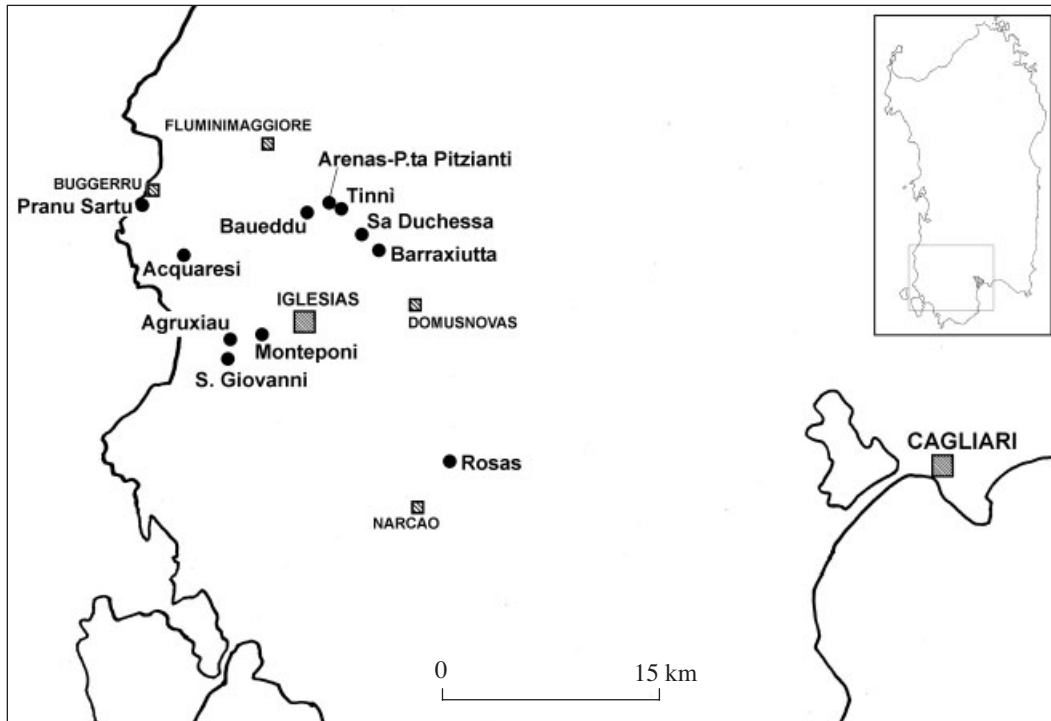 FLUMINIMAGGIORE
Arenas-P.ta Pitzianti
BUGGERRU
Tinnì
Pranu Sartu
Baueddu
Sa Duchessa
Barraxiutta
Acquaresi
IGLESIAS
Agruxiau
DOMUSNOVAS
Monteponi
S. Giovanni
CAGLIARI
Rosas
NARCAO
0 15 km